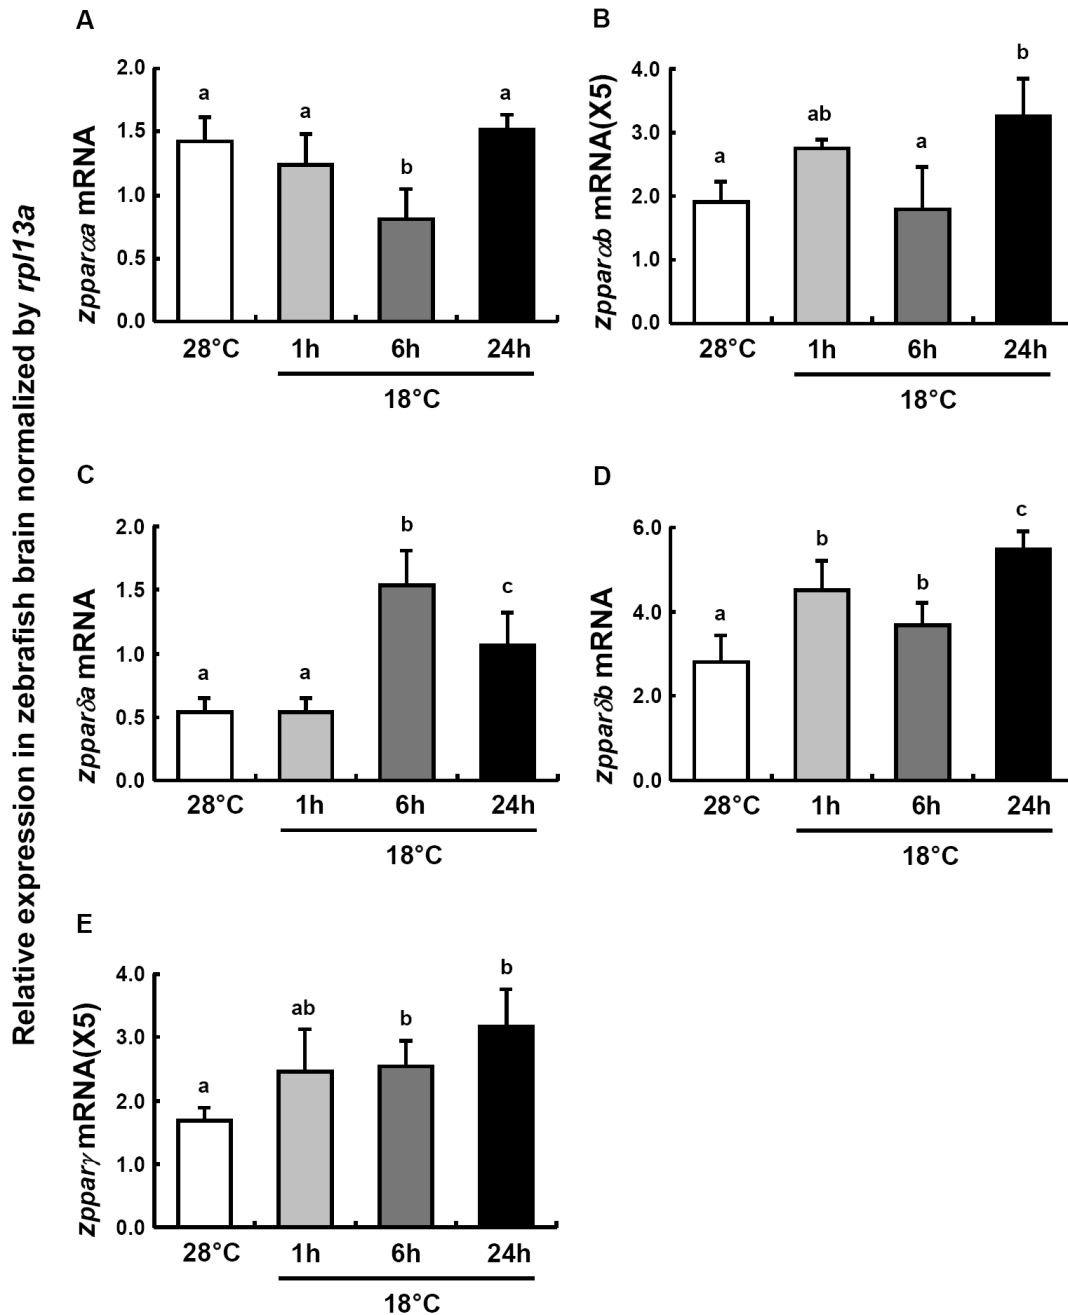 Relative expression in zebrafish brain normalized by rpl13a
A
zpparαa mRNA
2.0
1.5
1.0
0.5
0.0
a
a
b
a
28°C 1h 6h 24h
18°C
B
zpparαb mRNA(X5)
4.0
3.0
2.0
1.0
0.0
a
ab
a
b
28°C 1h 6h 24h
18°C
C
zpparδa mRNA
2.0
1.5
1.0
0.5
0.0
a
a
b
c
28°C 1h 6h 24h
18°C
D
zpparδb mRNA
6.0
4.0
2.0
0.0
a
b
b
c
28°C 1h 6h 24h
18°C
E
zpparγ mRNA(X5)
4.0
3.0
2.0
1.0
0.0
a
ab
b
b
28°C 1h 6h 24h
18°C